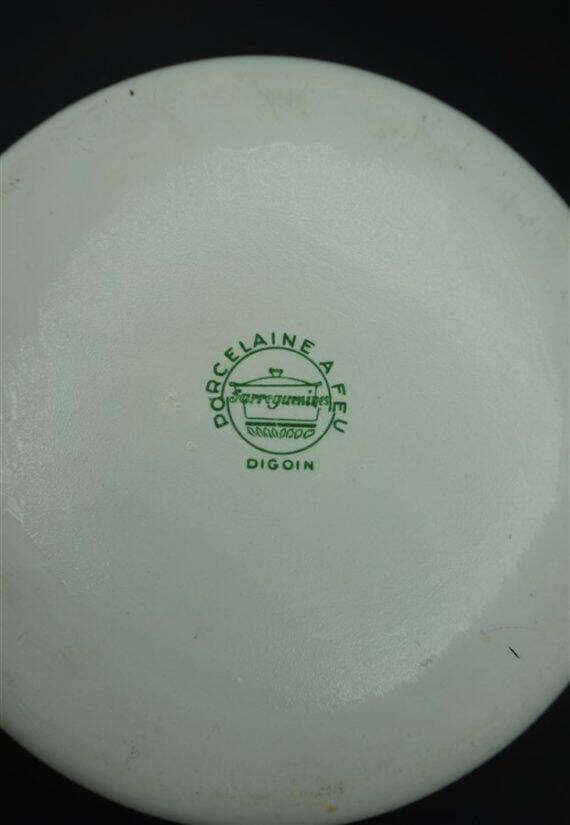 PORCELAINE A FEU
Sarreguemines
DIGOIN